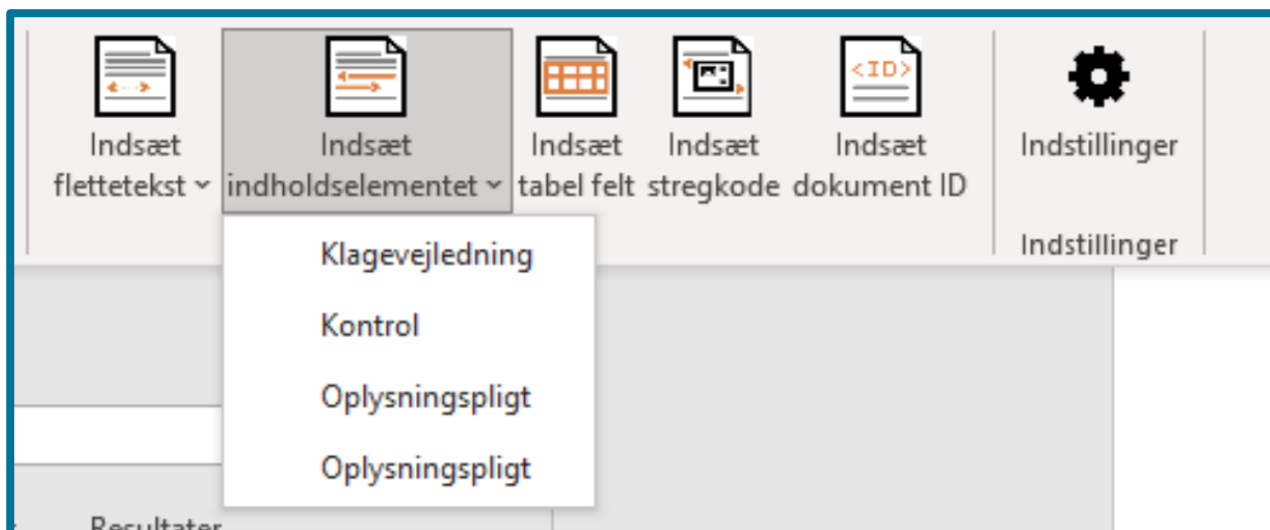 <ID>
Indsæt flettetekst
Indsæt indholdselementet
Indsæt tabel felt
Indsæt stregkode
Indsæt dokument ID
Indstillinger
Indstillinger
Klagevejledning
Kontrol
Oplysningspligt
Oplysningspligt
Resultater